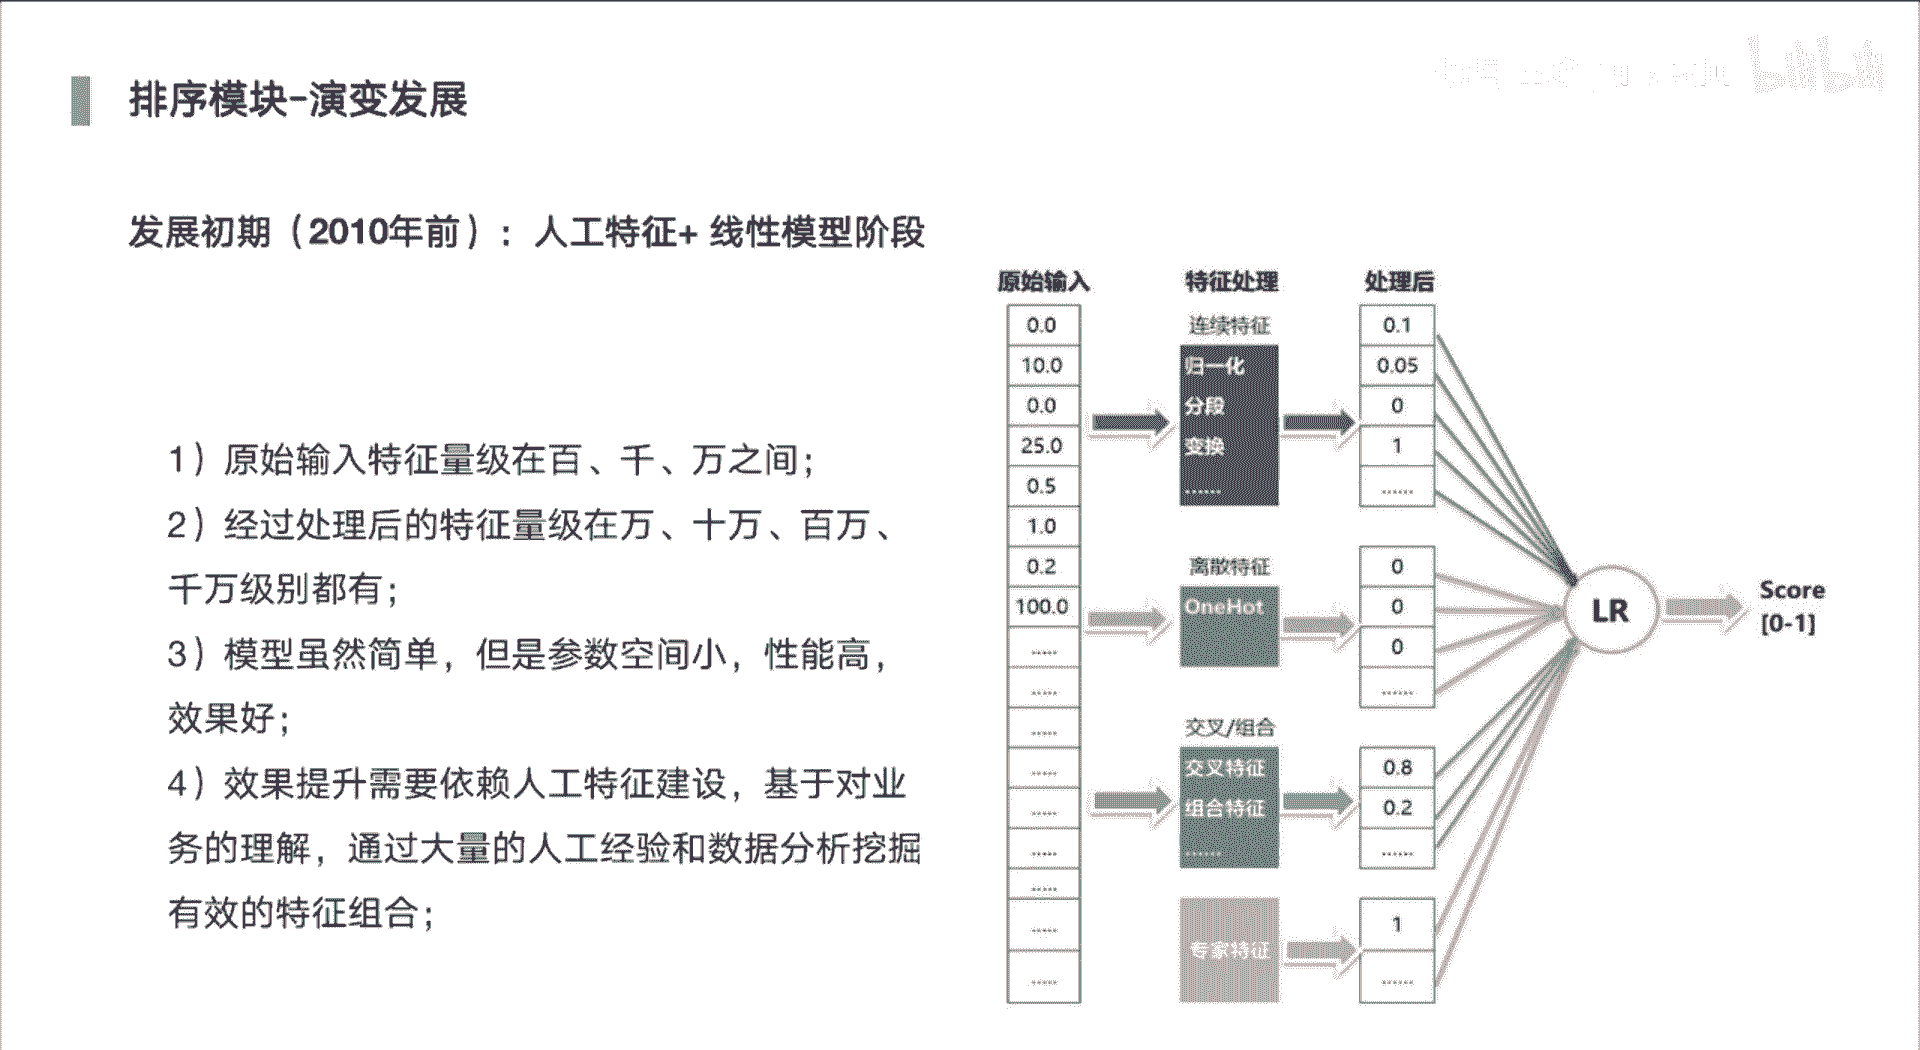 排序模块-演变发展
bilibili
发展初期（2010年前）：人工特征+ 线性模型阶段
1）原始输入特征量级在百、千、万之间；
2）经过处理后的特征量级在万、十万、百万、
千万级别都有；
3）模型虽然简单，但是参数空间小，性能高，
效果好；
4）效果提升需要依赖人工特征建设，基于对业
务的理解，通过大量的人工经验和数据分析挖掘
有效的特征组合；
原始输入
0.0
10.0
0.0
25.0
0.5
1.0
0.2
100.0
.....
.....
.....
.....
.....
.....
.....
.....
.....
特征处理
连续特征
归一化
分段
变换
......
离散特征
OneHot
交叉/组合
交叉特征
组合特征
......
专家特征
处理后
0.1
0.05
0
1
......
0
0
0
......
0.8
0.2
......
1
......
LR
Score
[0-1]